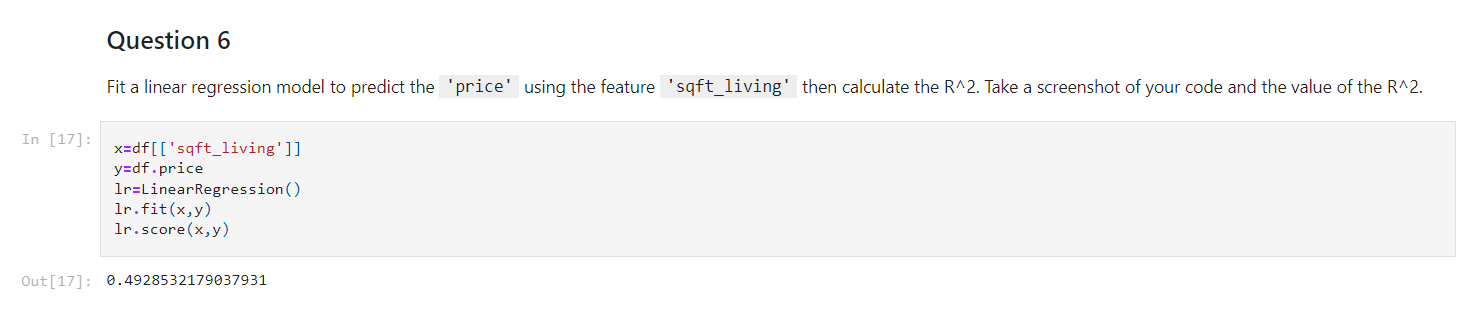 Question 6
Fit a linear regression model to predict the 'price' using the feature 'sqft_living' then calculate the R^2. Take a screenshot of your code and the value of the R^2.
In [17]:
x=df[['sqft_living']]
y=df.price
lr=LinearRegression()
lr.fit(x,y)
lr.score(x,y)
Out[17]: 0.4928532179037931